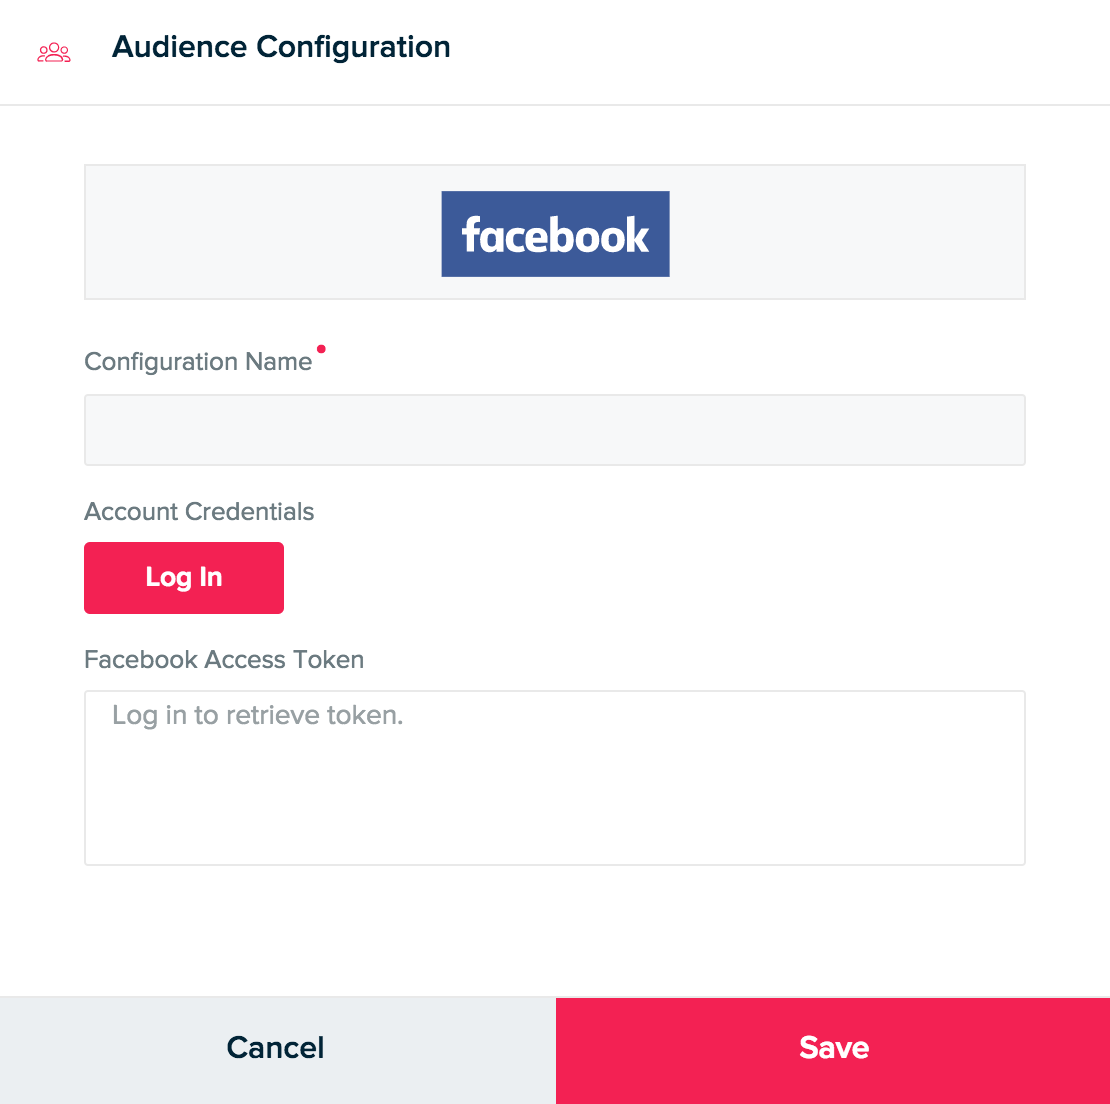 Audience Configuration
facebook
Configuration Name
Account Credentials
Log In
Facebook Access Token
Log in to retrieve token.
Cancel
Save